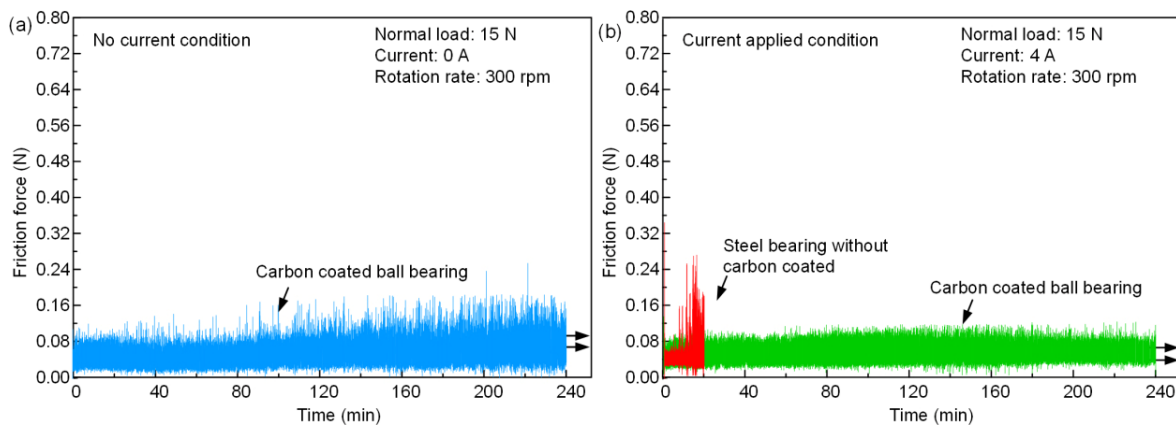 (a)
No current condition
Normal load: 15 N
Current: 0 A
Rotation rate: 300 rpm
Carbon coated ball bearing
Friction force (N)
0.80
0.72
0.64
0.56
0.48
0.40
0.32
0.24
0.16
0.08
0.00
0 40 80 120 160 200 240
Time (min)
(b)
Current applied condition
Normal load: 15N
Current: 4 A
Rotation rate: 300 rpm
Steel bearing without
carbon coated
Carbon coated ball bearing
Friction force (N)
0.80
0.72
0.64
0.56
0.48
0.40
0.32
0.24
0.16
0.08
0.00
0 40 80 120 160 200 240
Time (min)